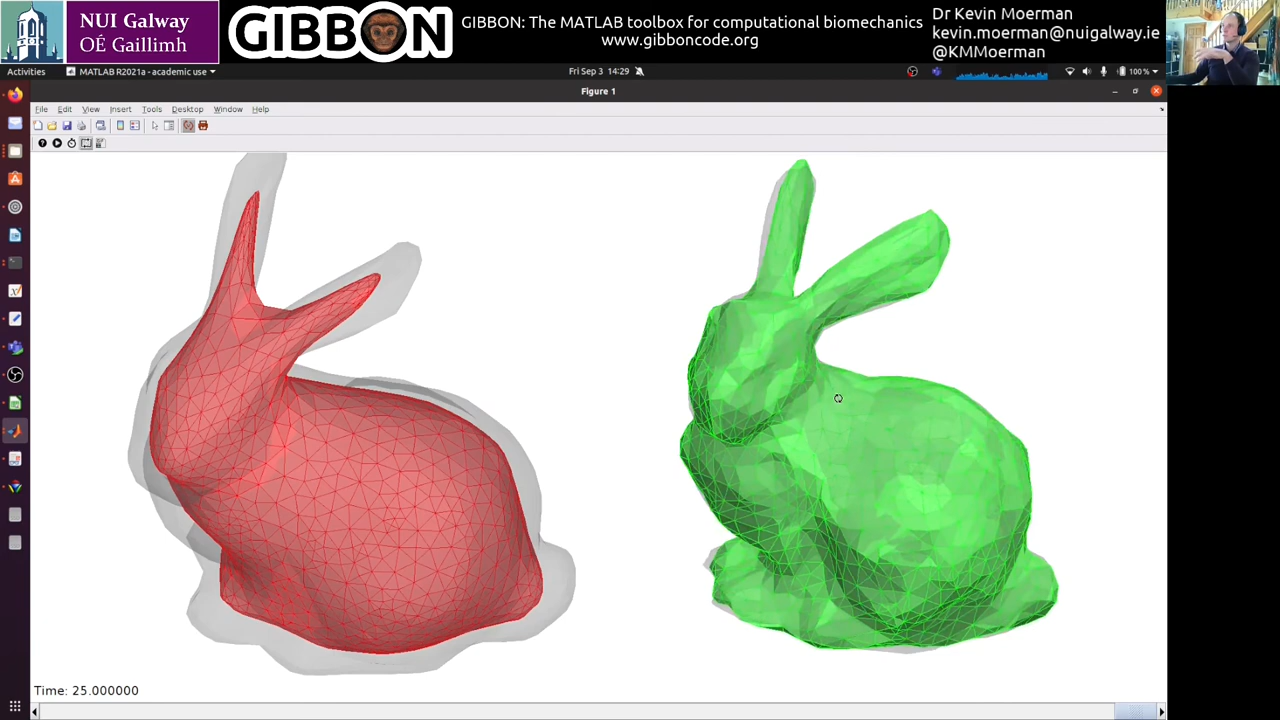 NUI Galway
OÉ Gaillimh
GIBBON
GIBBON: The MATLAB toolbox for computational biomechanics
www.gibboncode.org
Dr Kevin Moerman
kevin.moerman@nuigalway.ie
@KMMoerman
Activities
MATLAB R2021a - academic use
Fri Sep 3 14:29
100%
Figure 1
File Edit View Insert Tools Desktop Window Help
Time: 25.000000